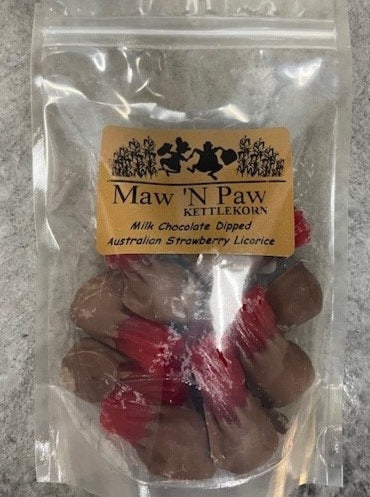 Maw 'N Paw
KETTLEKORN
Milk Chocolate Dipped
Australian Strawberry Licorice